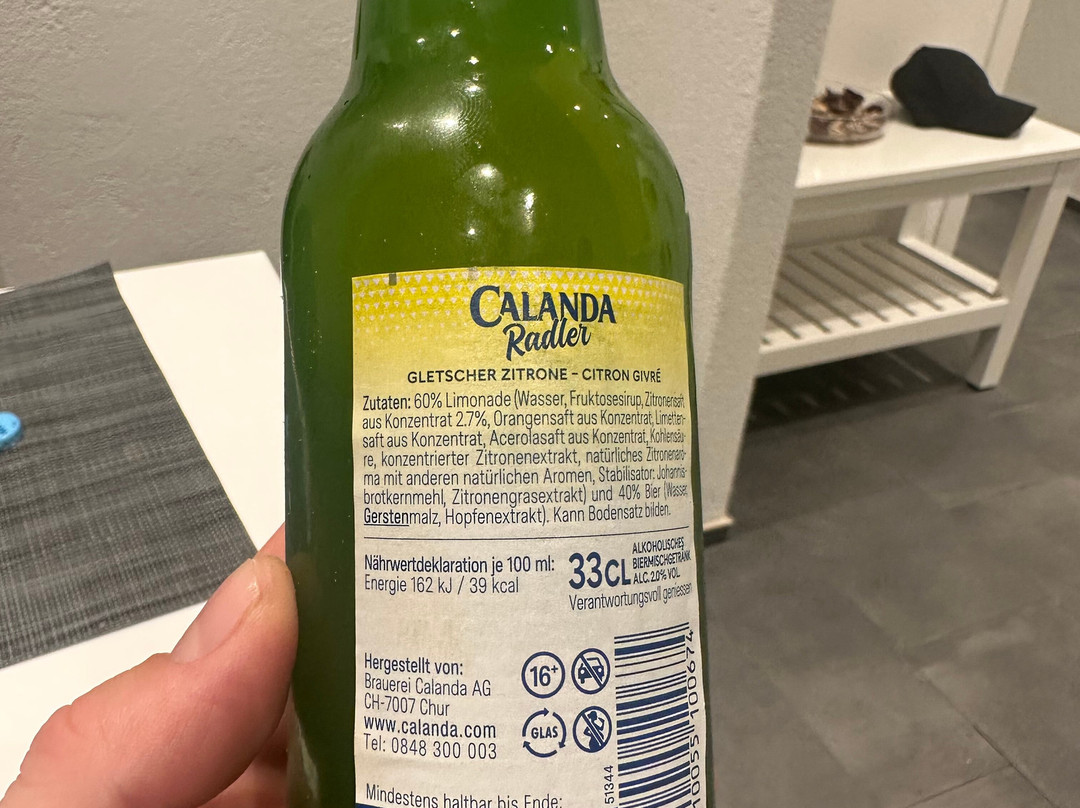 CALANDA
Radler
GLETSCHER ZITRONE – CITRON GIVRÉ
Zutaten: 60% Limonade (Wasser, Fruktosesirup, Zitronensaft
aus Konzentrat 2.7%, Orangensaft aus Konzentrat, Limetten-
saft aus Konzentrat, Acerolasaft aus Konzentrat, Kohlensäu-
re, konzentrierter Zitronenextrakt, natürliches Zitronenaro-
ma mit anderen natürlichen Aromen, Stabilisator: Johannis-
brotkernmehl, Zitronengrasextrakt) und 40% Bier (Wasser,
Gerstenmalz, Hopfenextrakt). Kann Bodensatz bilden.
Nährwertdeklaration je 100 ml:
Energie 162 kJ / 39 kcal
33CL
ALKOHOLISCHES
BIERMISCHGETRÄNK
ALC. 2.0% VOL.
Verantwortungsvoll geniessen
Hergestellt von:
Brauerei Calanda AG
CH-7007 Chur
www.calanda.com
Tel: 0848 300 003
16+
GLAS
Mindestens haltbar bis Ende:
51344
10055 100674